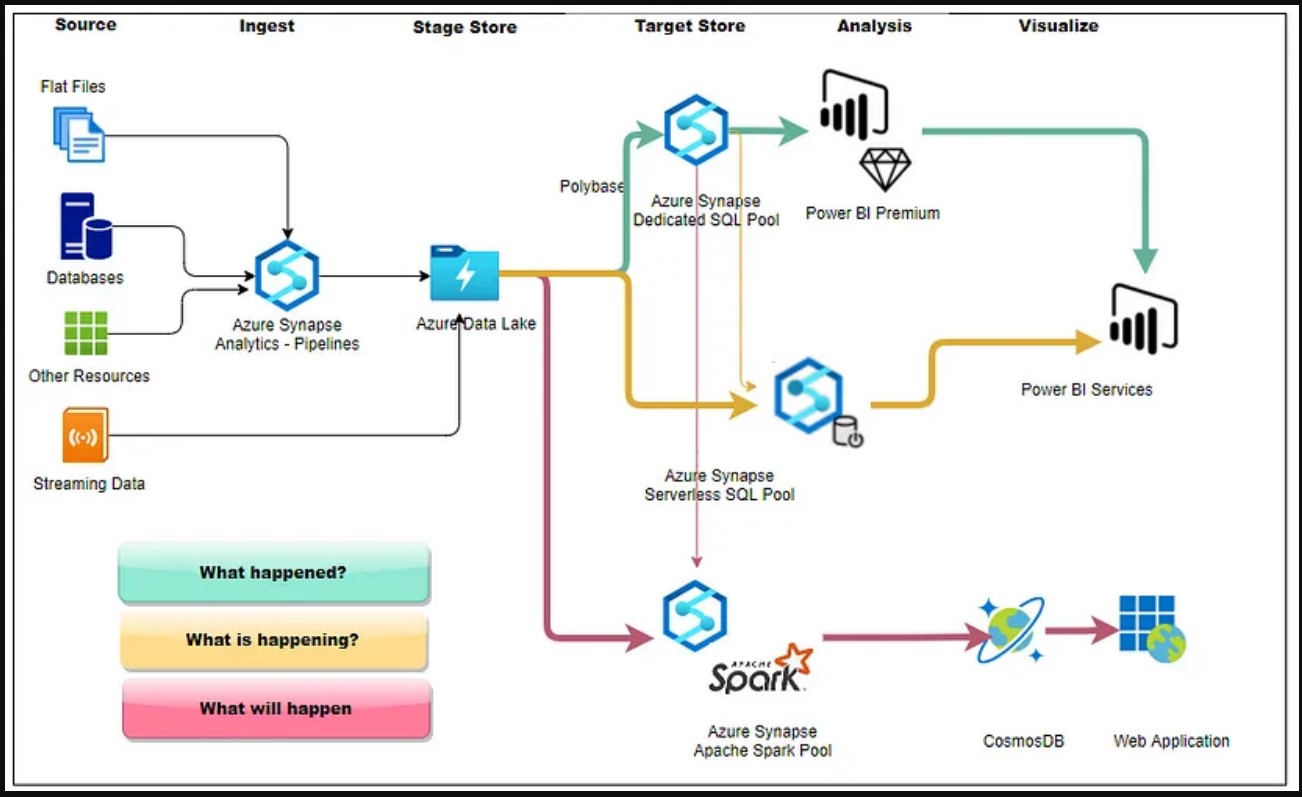 Source
Ingest
Stage Store
Target Store
Analysis
Visualize
Flat Files
Databases
Other Resources
Streaming Data
Azure Synapse
Analytics - Pipelines
Azure Data Lake
Polybase
Azure Synapse
Dedicated SQL Pool
Power BI Premium
Power BI Services
Azure Synapse
Serverless SQL Pool
APACHE
Spark
Azure Synapse
Apache Spark Pool
CosmosDB
Web Application
What happened?
What is happening?
What will happen